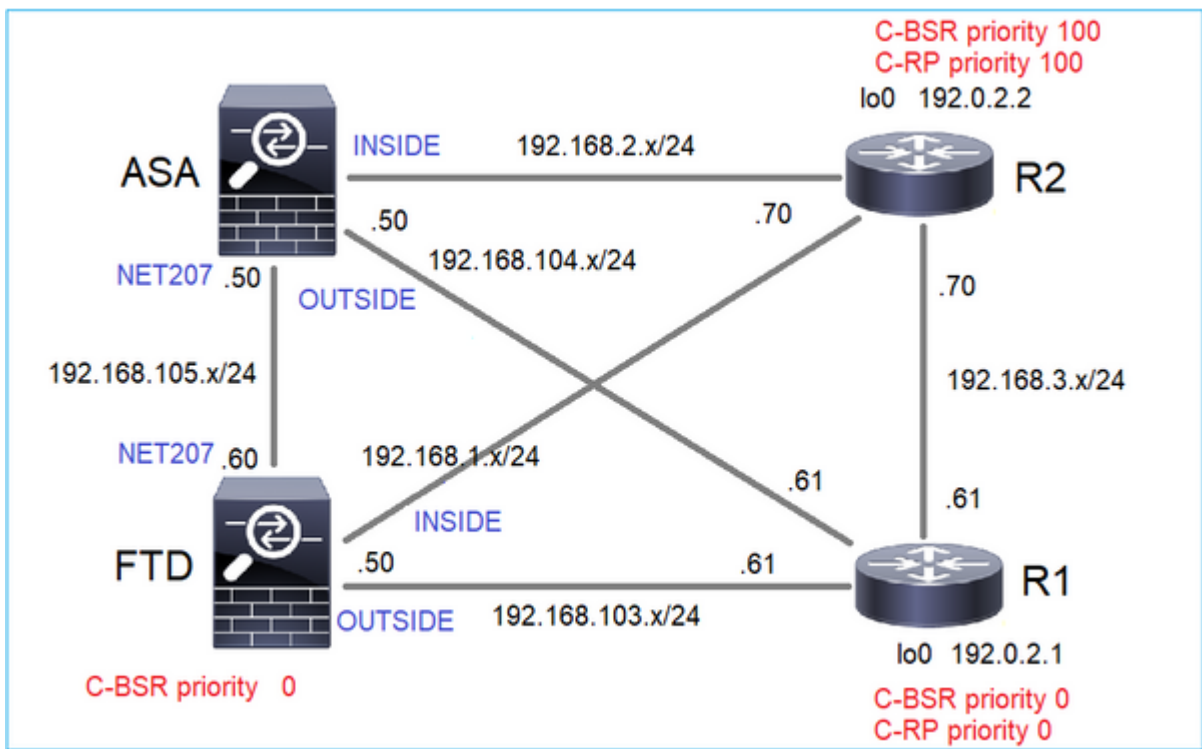 C-BSR priority 100
C-RP priority 100
lo0 192.0.2.2
ASA
INSIDE
192.168.2.x/24
R2
.50
.70
192.168.104.x/24
NET207 .50
OUTSIDE
.70
192.168.105.x/24
192.168.3.x/24
NET207 .60
192.168.1.x/24
.61
INSIDE
.61
FTD
.50
.61
R1
OUTSIDE
192.168.103.x/24
lo0 192.0.2.1
C-BSR priority 0
C-BSR priority 0
C-RP priority 0